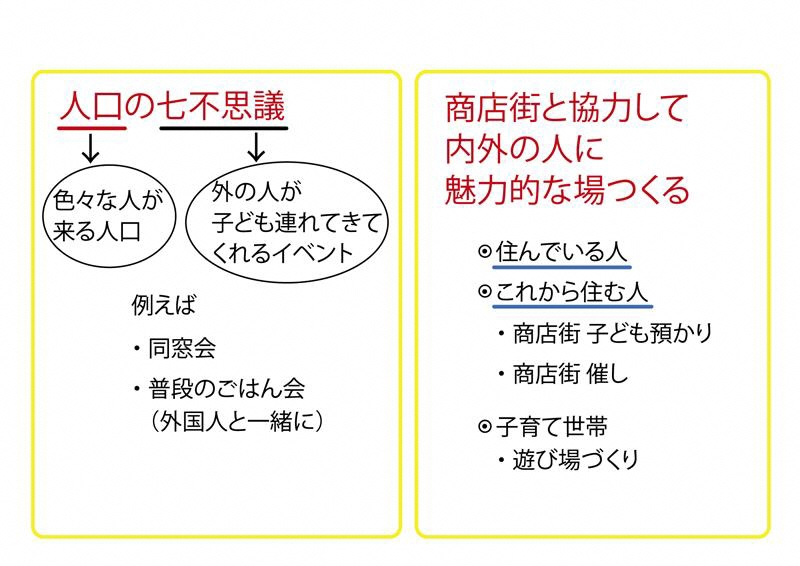 人口の七不思議
色々な人が
来る人口
外の人が
子ども連れてきて
くれるイベント
例えば
・同窓会
・普段のごはん会
（外国人と一緒に）
商店街と協力して
内外の人に
魅力的な場つくる
◉住んでいる人
◉これから住む人
・商店街 子ども預かり
・商店街 催し
◉子育て世帯
・遊び場づくり